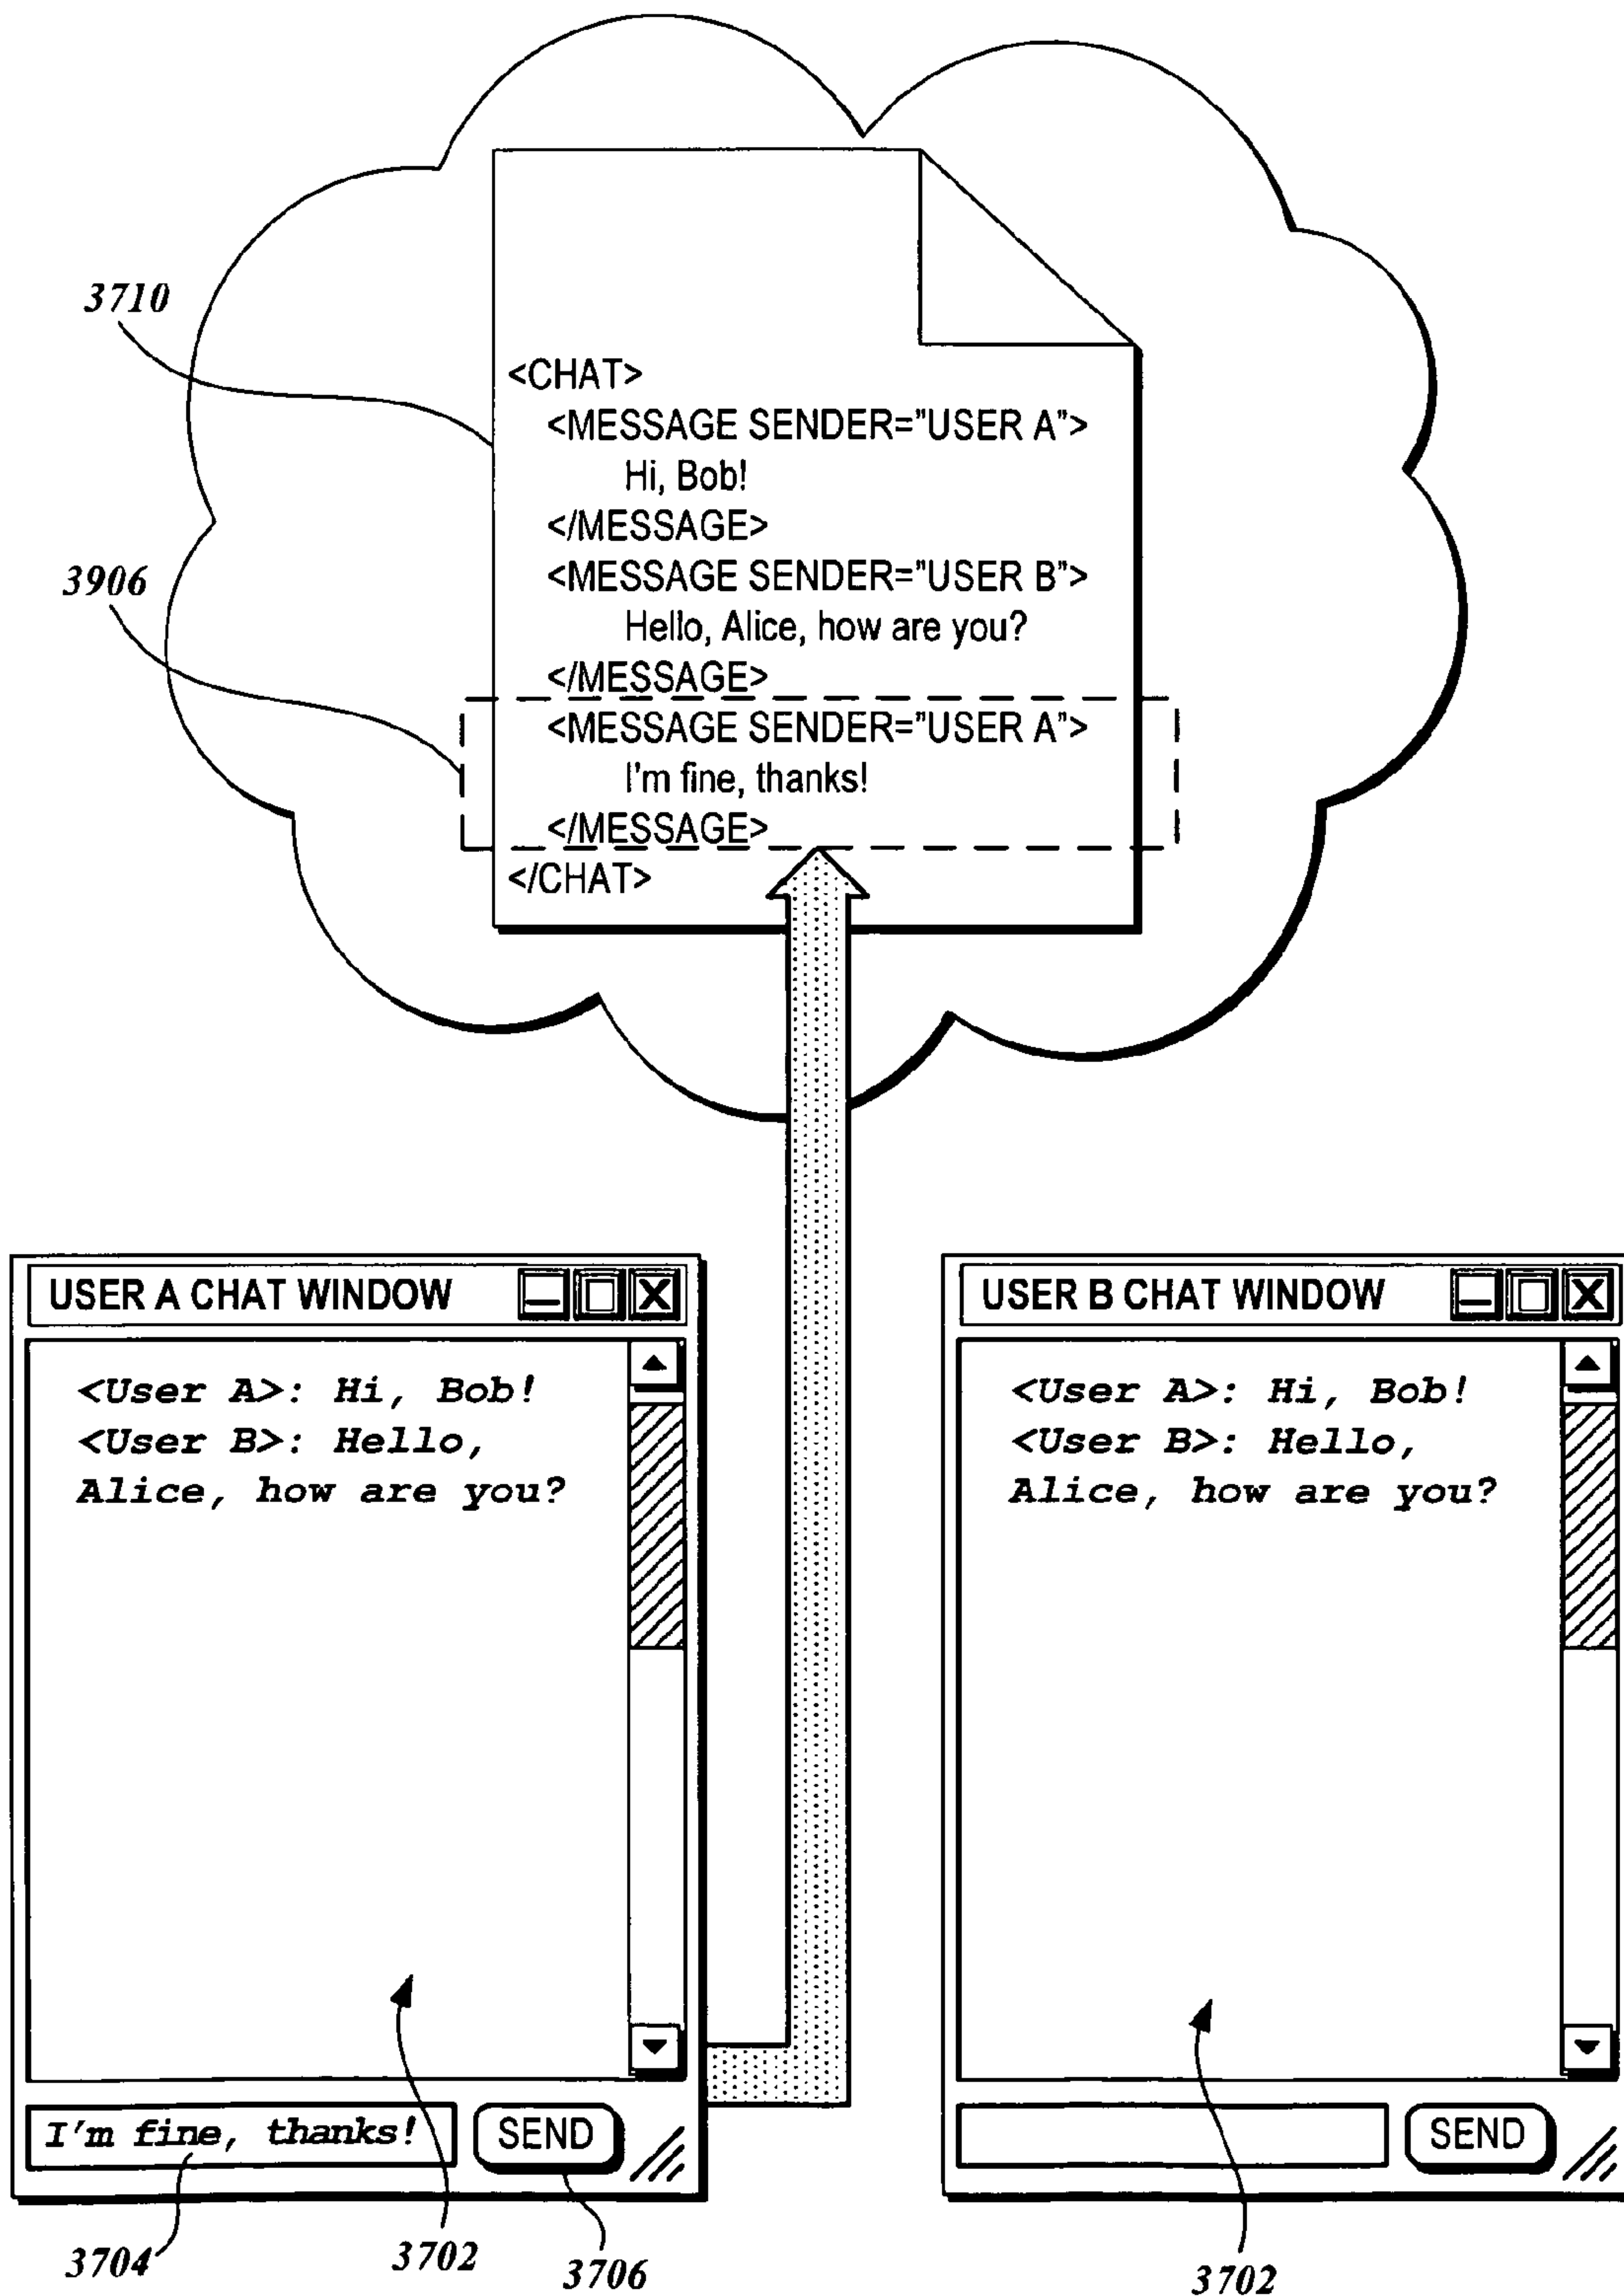 3710
<CHAT>
<MESSAGE SENDER="USER A">
Hi, Bob!
</MESSAGE>
3906
<MESSAGE SENDER="USER B">
Hello, Alice, how are you?
</MESSAGE>
<MESSAGE SENDER="USER A">
I'm fine, thanks!
</MESSAGE>
</CHAT>
USER A CHAT WINDOW
<User A>: Hi, Bob!
<User B>: Hello,
Alice, how are you?
I'm fine, thanks!
SEND
3704
3702
3706
USER B CHAT WINDOW
<User A>: Hi, Bob!
<User B>: Hello,
Alice, how are you?
SEND
3702